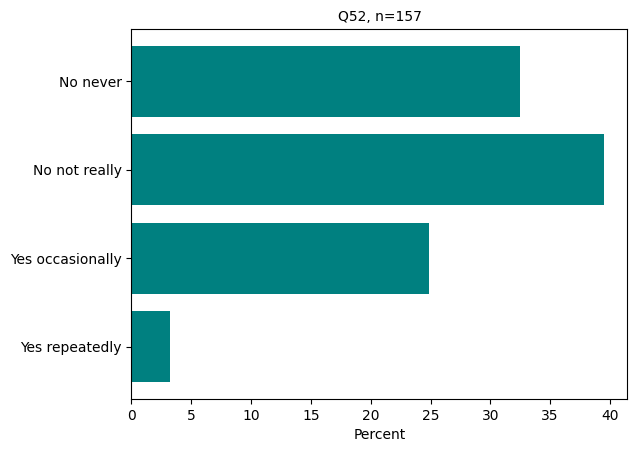 Q52, n=157
No never
No not really
Yes occasionally
Yes repeatedly
0 5 10 15 20 25 30 35 40
Percent